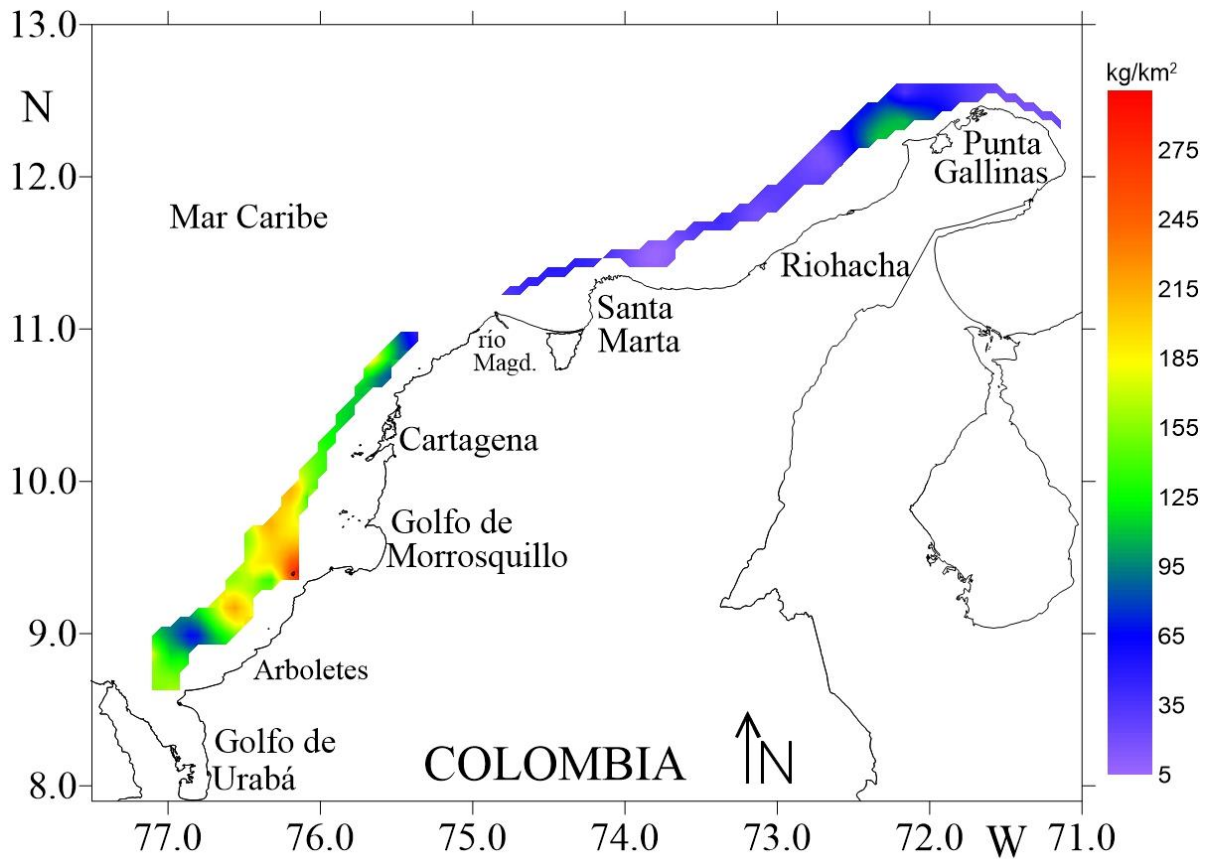 13.0
N
12.0
11.0
10.0
9.0
8.0
77.0
76.0
75.0
74.0
73.0
72.0
W
71.0
Mar Caribe
Punta
Gallinas
Riohacha
Santa
Marta
río
Magd.
Cartagena
Golfo de
Morrosquillo
Arboletes
Golfo de
Urabá
COLOMBIA
N
kg/km²
275
245
215
185
155
125
95
65
35
5